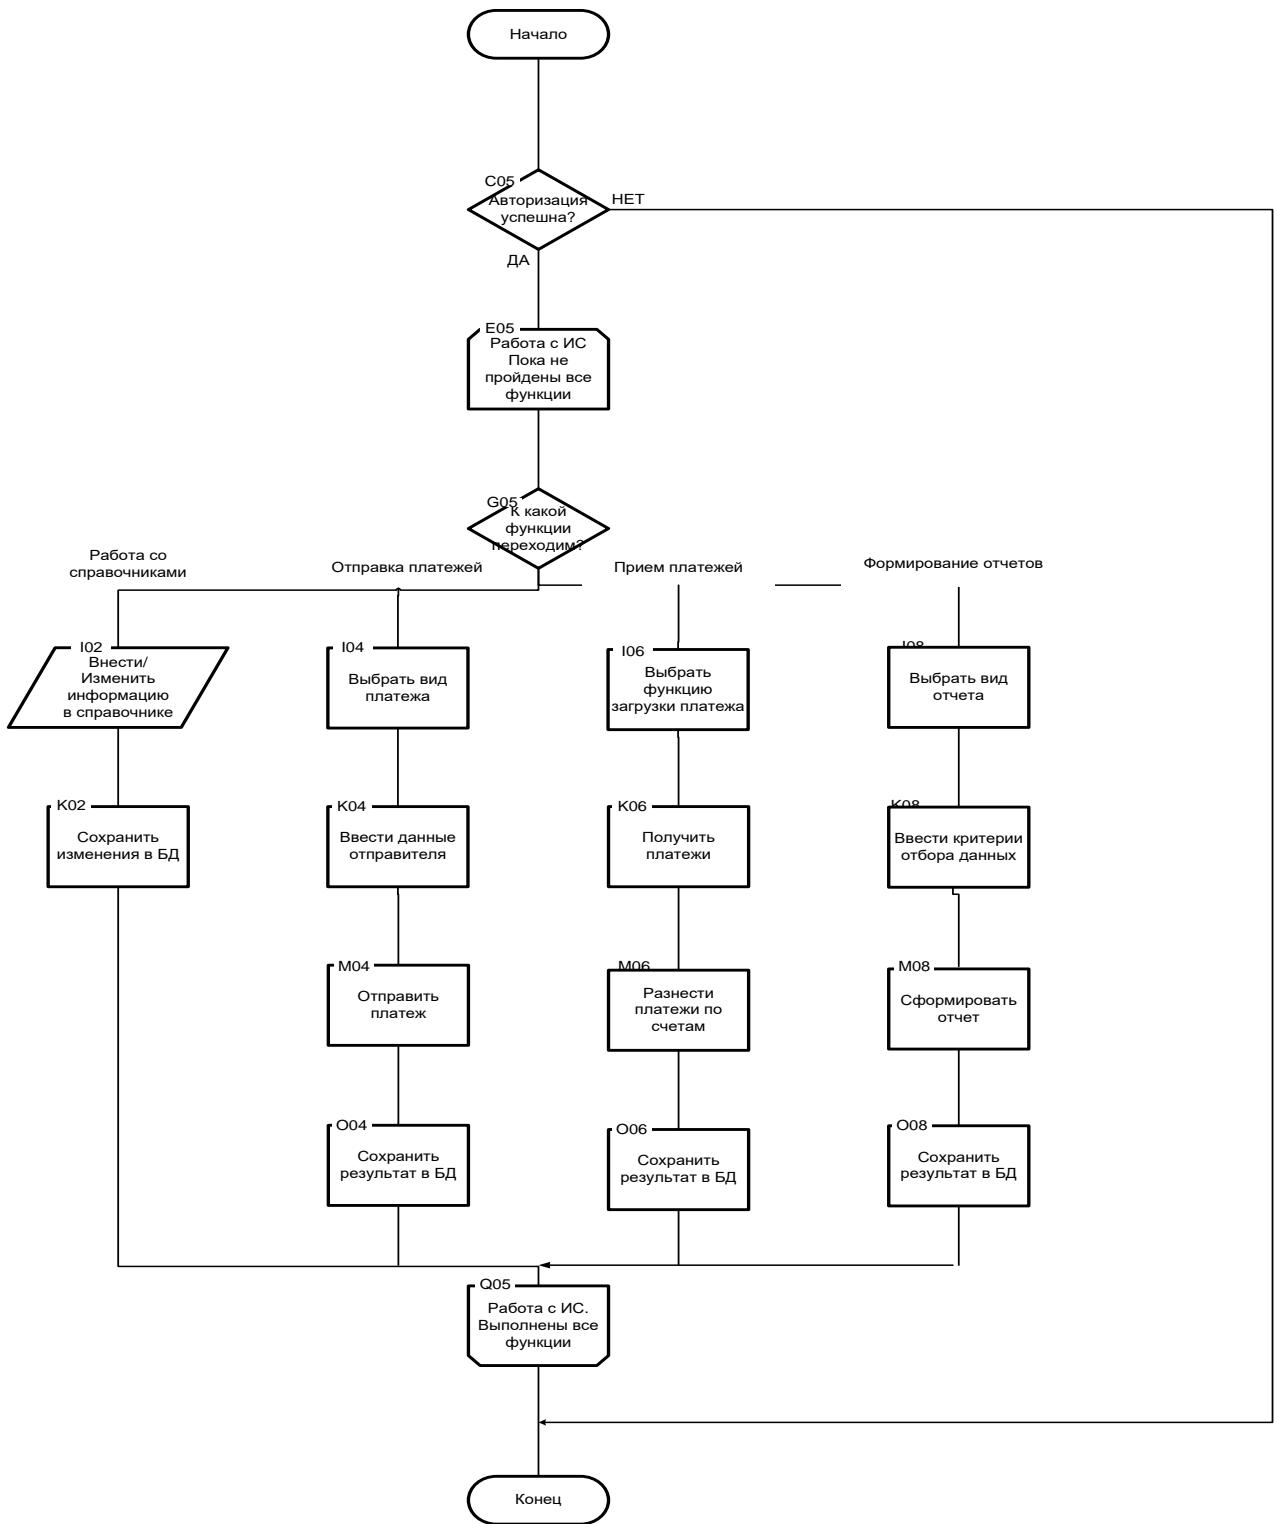 Начало
C05
Авторизация
успешна?
НЕТ
ДА
E05
Работа с ИС
Пока не
пройдены все
функции
G05
К какой
функции
переходим?
Работа со
справочниками
Отправка платежей
Прием платежей
Формирование отчетов
I02
Внести/
Изменить
информацию
в справочнике
I04
Выбрать вид
платежа
I06
Выбрать
функцию
загрузки платежа
I08
Выбрать вид
отчета
K02
Сохранить
изменения в БД
K04
Ввести данные
отправителя
K06
Получить
платежи
K08
Ввести критерии
отбора данных
M04
Отправить
платеж
M06
Разнести
платежи по
счетам
M08
Сформировать
отчет
O04
Сохранить
результат в БД
O06
Сохранить
результат в БД
O08
Сохранить
результат в БД
Q05
Работа с ИС.
Выполнены все
функции
Конец